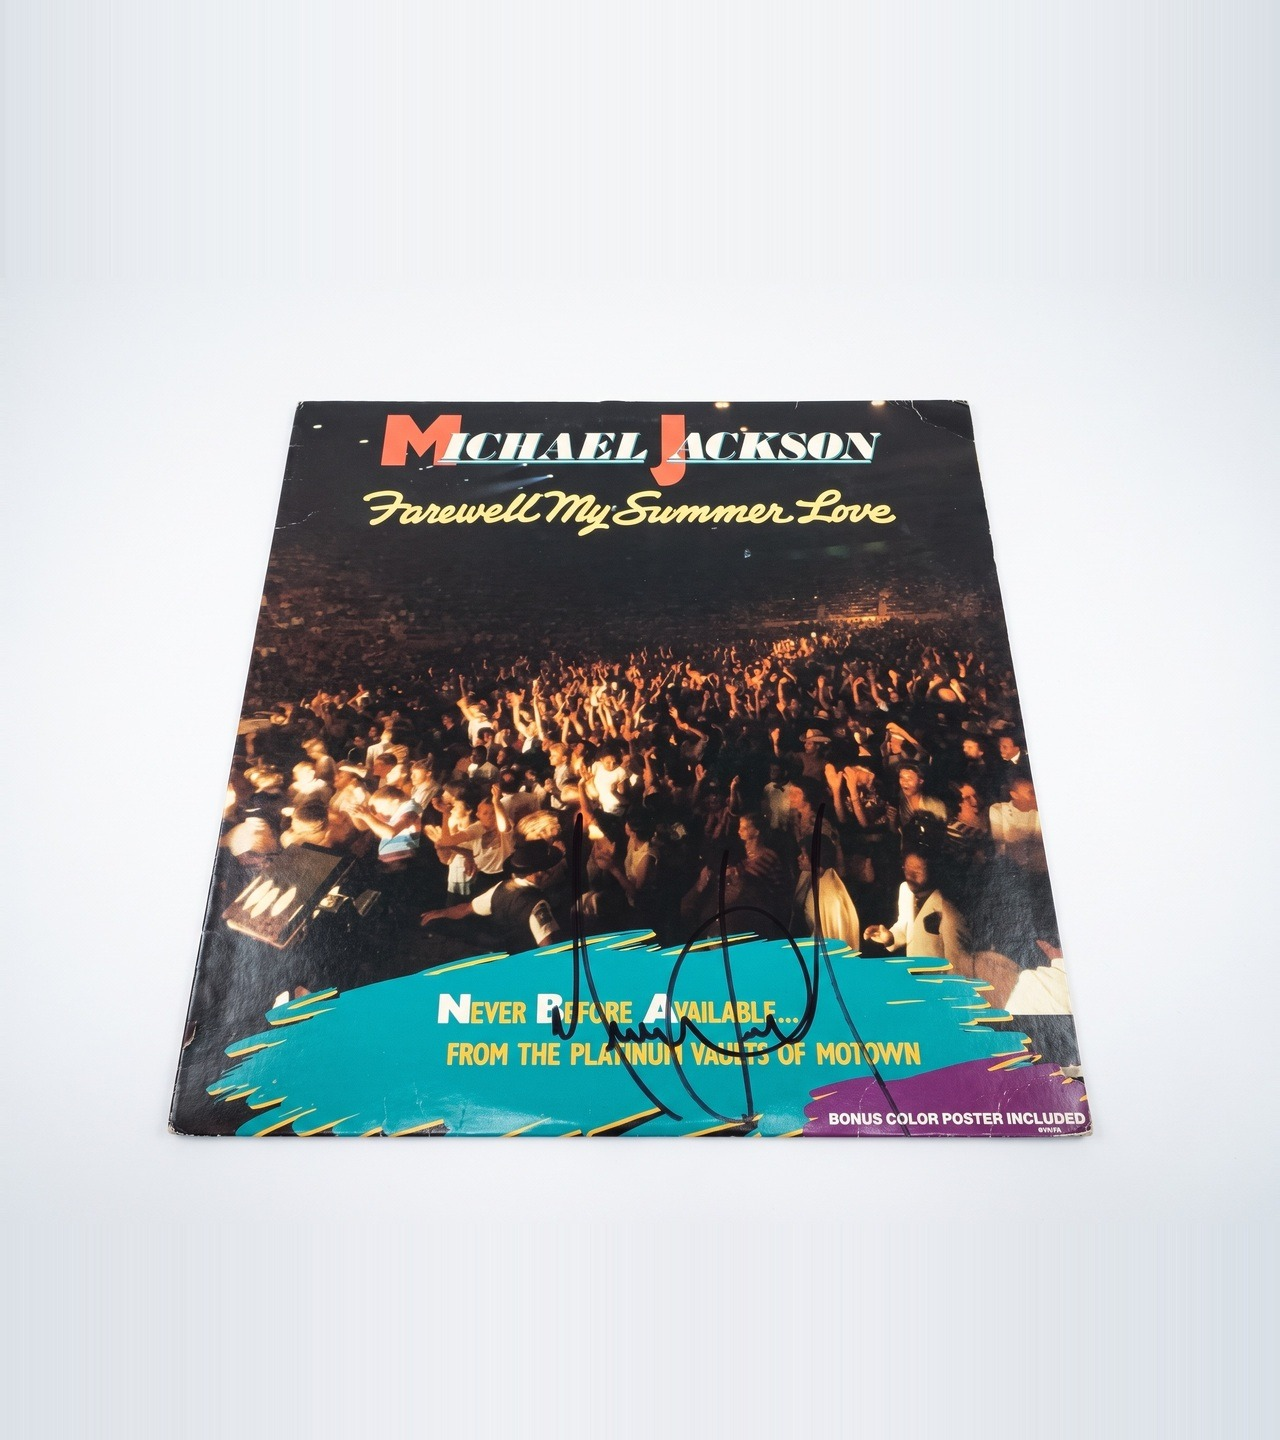 MICHAEL JACKSON
Farewell My Summer Love
NEVER BEFORE AVAILABLE...
FROM THE PLATINUM VAULTS OF MOTOWN
BONUS COLOR POSTER INCLUDED